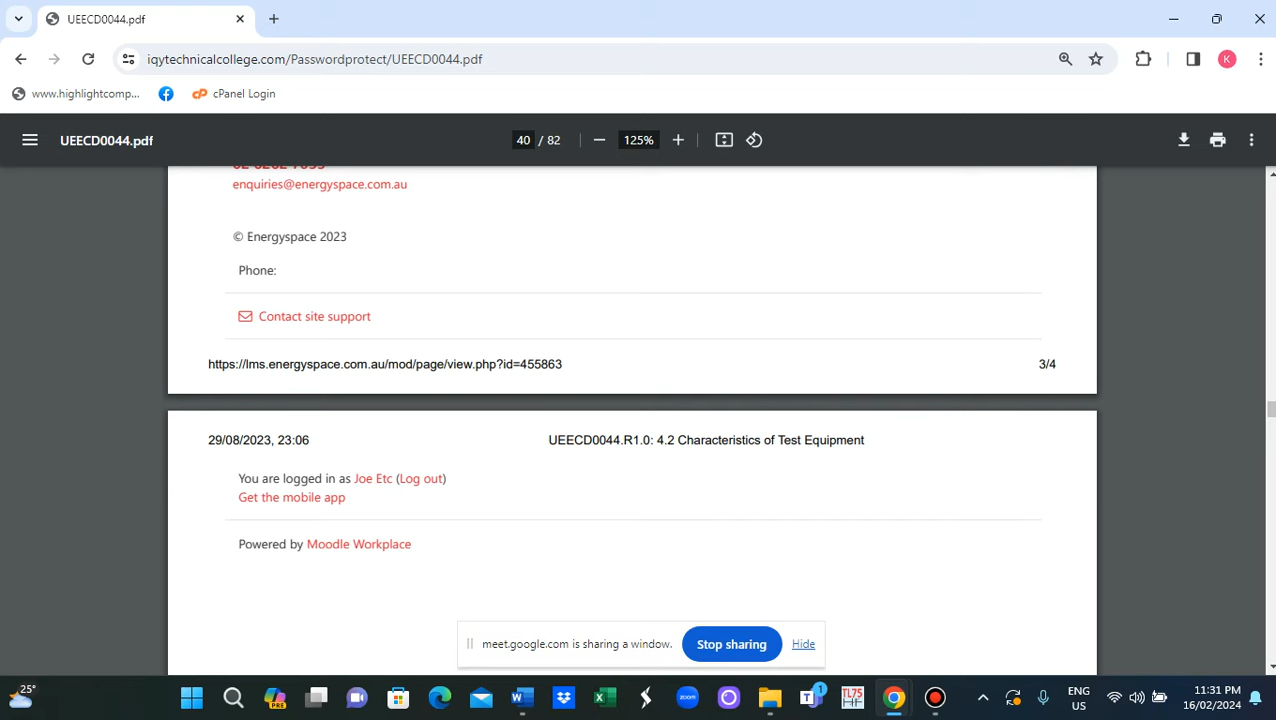 UEECD0044.pdf
iqytechnicalcollege.com/Passwordprotect/UEECD0044.pdf
K
www.highlightcomp...
cPanel Login
UEECD0044.pdf
40 / 82
125%
enquiries@energyspace.com.au
© Energyspace 2023
Phone:
Contact site support
https://lms.energyspace.com.au/mod/page/view.php?id=455863 3/4
29/08/2023, 23:06 UEECD0044.R1.0: 4.2 Characteristics of Test Equipment
You are logged in as Joe Etc (Log out)
Get the mobile app
Powered by Moodle Workplace
meet.google.com is sharing a window. Stop sharing Hide
25°
PRE
zoom
TL75
1
ENG
US
11:31 PM
16/02/2024